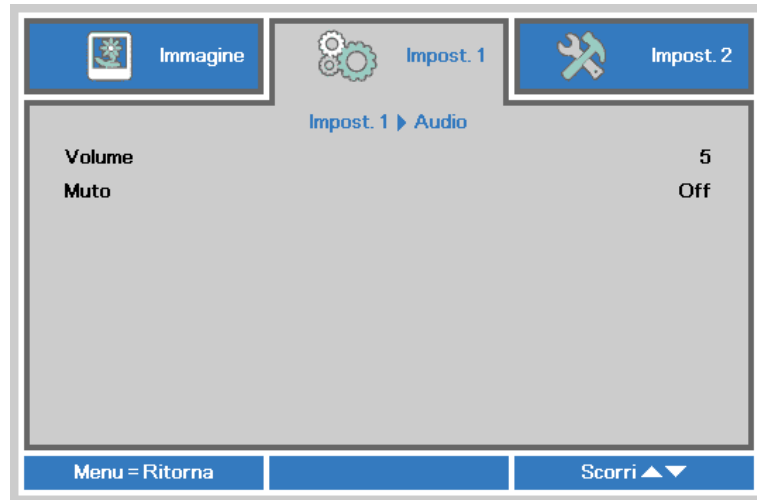 Immagine
Impost. 1
Impost. 2
Impost. 1 ▶ Audio
Volume 5
Muto Off
Menu = Ritorna
Scorri ▲▼